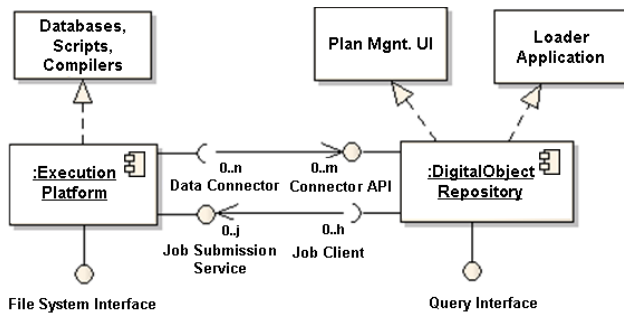 Databases,
Scripts,
Compilers
Plan Mgnt. UI
Loader
Application
:Execution
Platform
0..n
Data Connector
0..m
Connector API
:DigitalObject
Repository
0..j
Job Submission
Service
0..h
Job Client
File System Interface
Query Interface